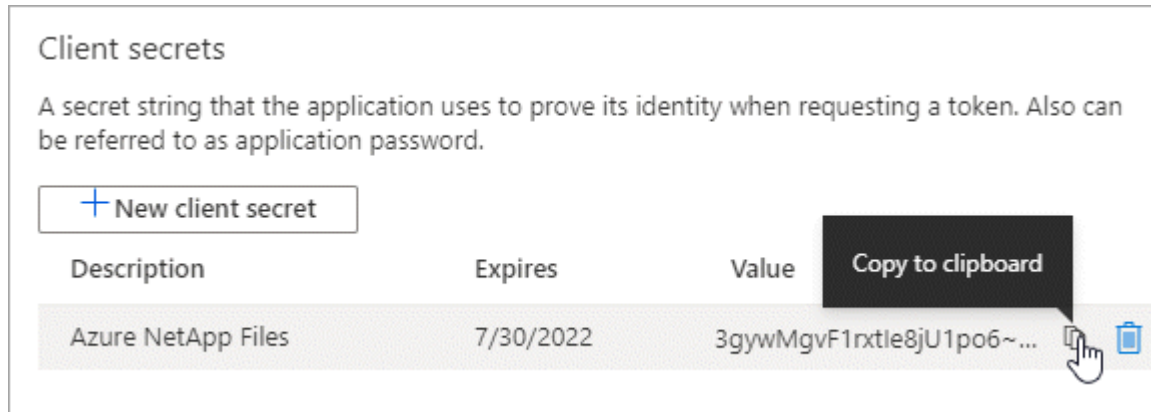 Client secrets
A secret string that the application uses to prove its identity when requesting a token. Also can
be referred to as application password.
New client secret
Copy to clipboard
Description Expires Value
Azure NetApp Files 7/30/2022 3gywMgvF1rxtIe8jU1po6~...